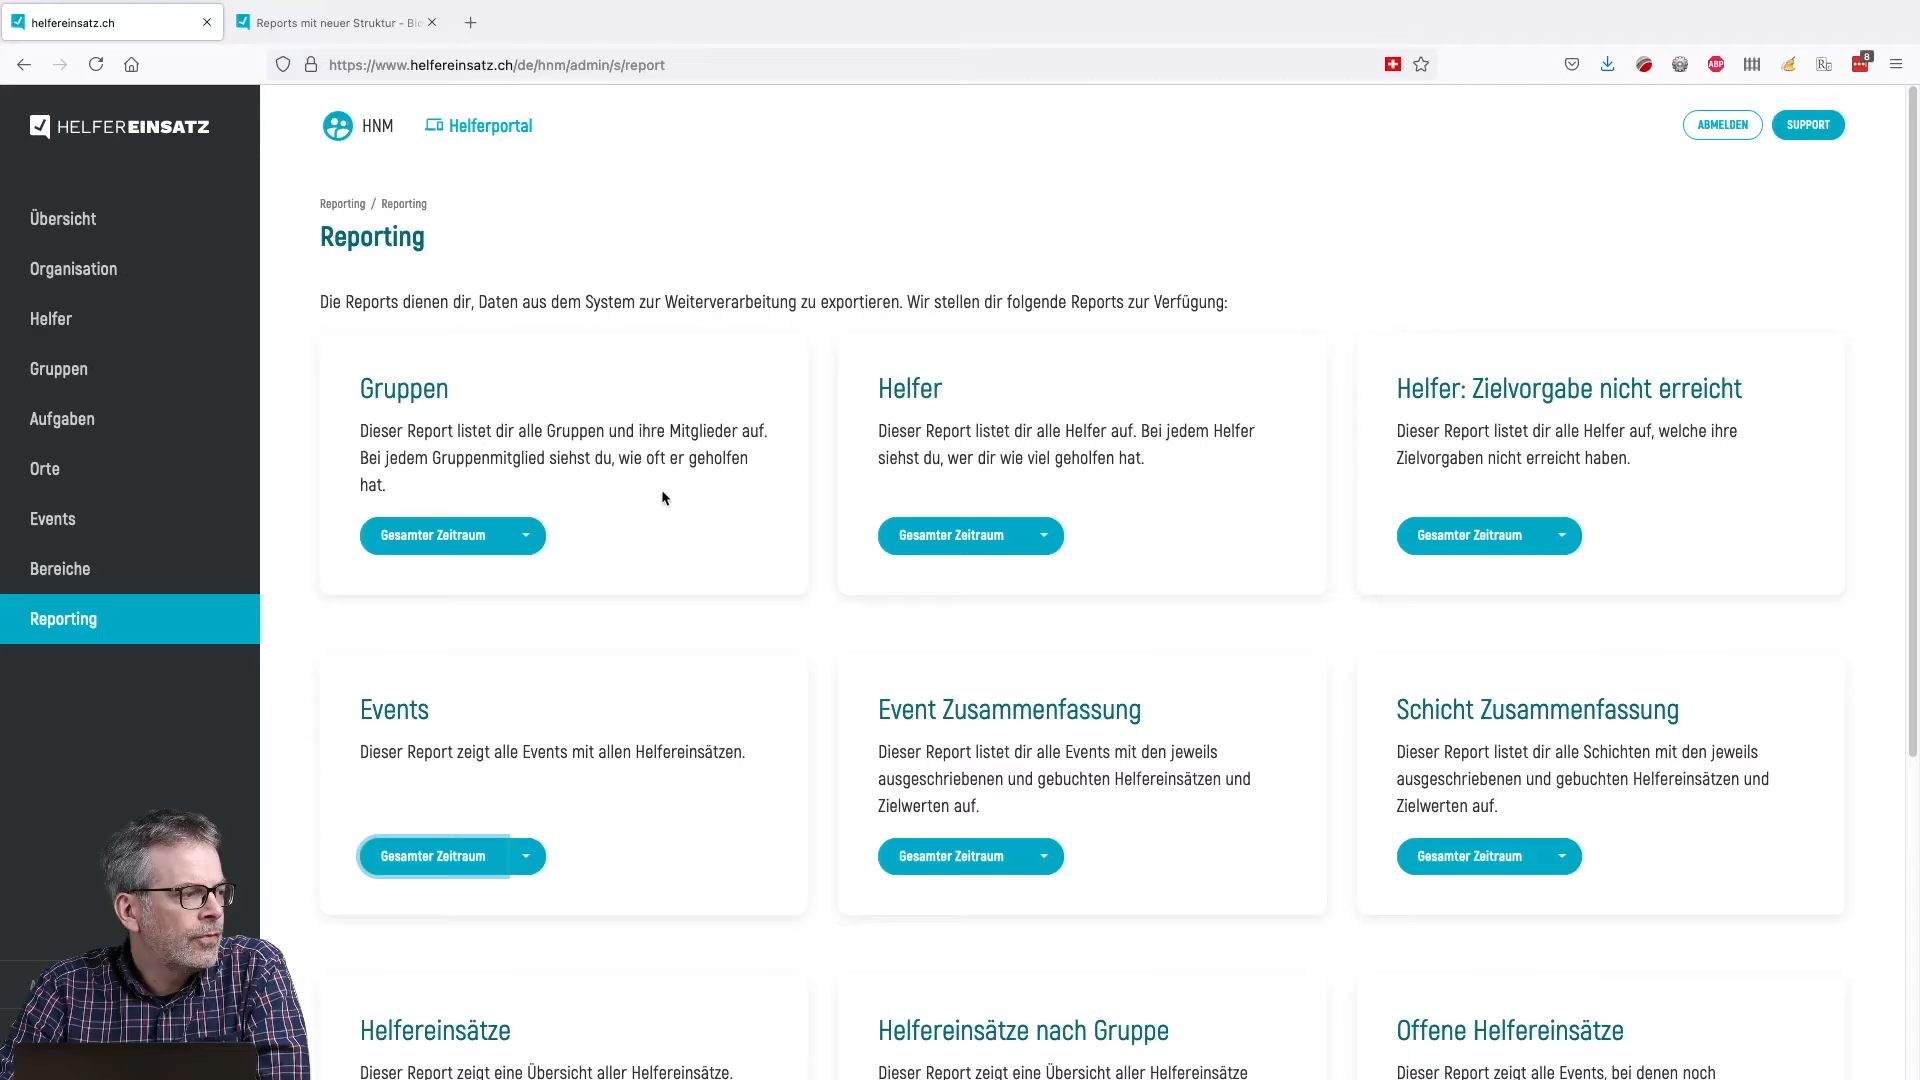 helfereinsatz.ch
Reports mit neuer Struktur - Blo
https://www.helfereinsatz.ch/de/hnm/admin/s/report
ABP
8
HELFEREINSATZ
HNM
Helferportal
ABMELDEN
SUPPORT
Übersicht
Organisation
Helfer
Gruppen
Aufgaben
Orte
Events
Bereiche
Reporting
Reporting / Reporting
Reporting
Die Reports dienen dir, Daten aus dem System zur Weiterverarbeitung zu exportieren. Wir stellen dir folgende Reports zur Verfügung:
Gruppen
Dieser Report listet dir alle Gruppen und ihre Mitglieder auf.
Bei jedem Gruppenmitglied siehst du, wie oft er geholfen
hat.
Gesamter Zeitraum
Helfer
Dieser Report listet dir alle Helfer auf. Bei jedem Helfer
siehst du, wer dir wie viel geholfen hat.
Gesamter Zeitraum
Helfer: Zielvorgabe nicht erreicht
Dieser Report listet dir alle Helfer auf, welche ihre
Zielvorgaben nicht erreicht haben.
Gesamter Zeitraum
Events
Dieser Report zeigt alle Events mit allen Helfereinsätzen.
Gesamter Zeitraum
Event Zusammenfassung
Dieser Report listet dir alle Events mit den jeweils
ausgeschriebenen und gebuchten Helfereinsätzen und
Zielwerten auf.
Gesamter Zeitraum
Schicht Zusammenfassung
Dieser Report listet dir alle Schichten mit den jeweils
ausgeschriebenen und gebuchten Helfereinsätzen und
Zielwerten auf.
Gesamter Zeitraum
Helfereinsätze
Dieser Report zeigt eine Übersicht aller Helfereinsätze.
Helfereinsätze nach Gruppe
Dieser Report zeigt eine Übersicht aller Helfereinsätze
Offene Helfereinsätze
Dieser Report zeigt alle Events, bei denen noch